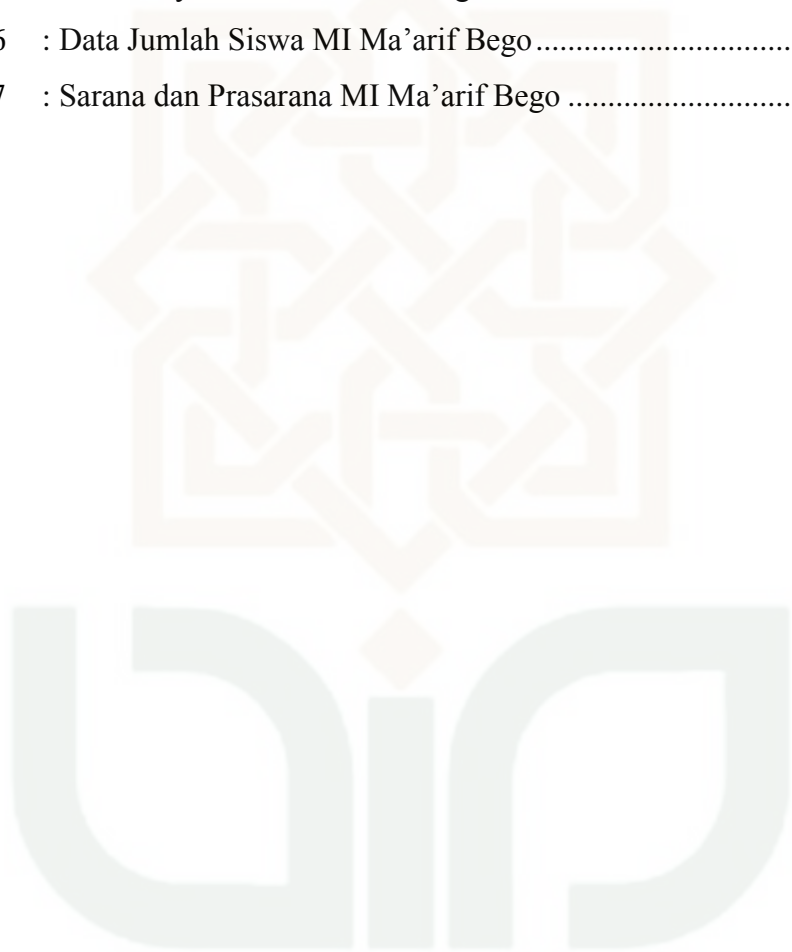 6 : Data Jumlah Siswa MI Ma’arif Bego................................
7 : Sarana dan Prasarana MI Ma’arif Bego ............................